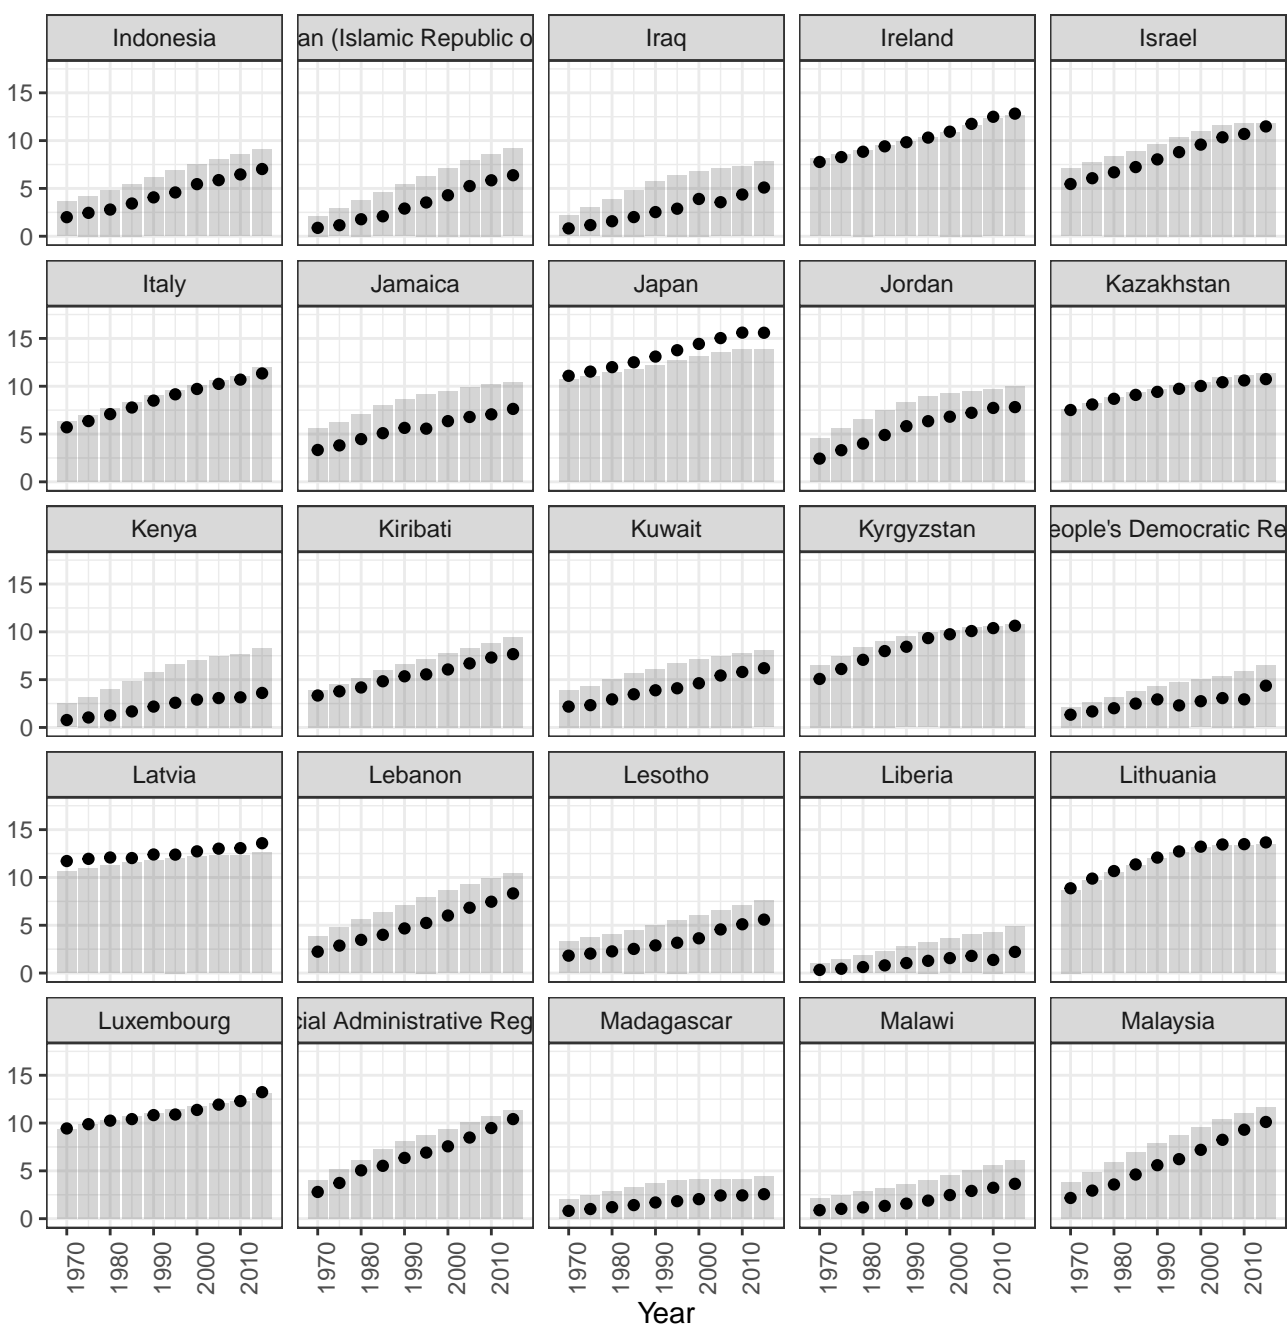 Indonesia an (Islamic Republic o Iraq Ireland Israel
15
10
5
0
Italy Jamaica Japan Jordan Kazakhstan
15
10
5
0
Kenya Kiribati Kuwait Kyrgyzstan eople's Democratic Re
15
10
5
0
Latvia Lebanon Lesotho Liberia Lithuania
15
10
5
0
Luxembourg cial Administrative Reg Madagascar Malawi Malaysia
15
10
5
0
1970 1980 1990 2000 2010 1970 1980 1990 2000 2010 1970 1980 1990 2000 2010 1970 1980 1990 2000 2010 1970 1980 1990 2000 2010
Year